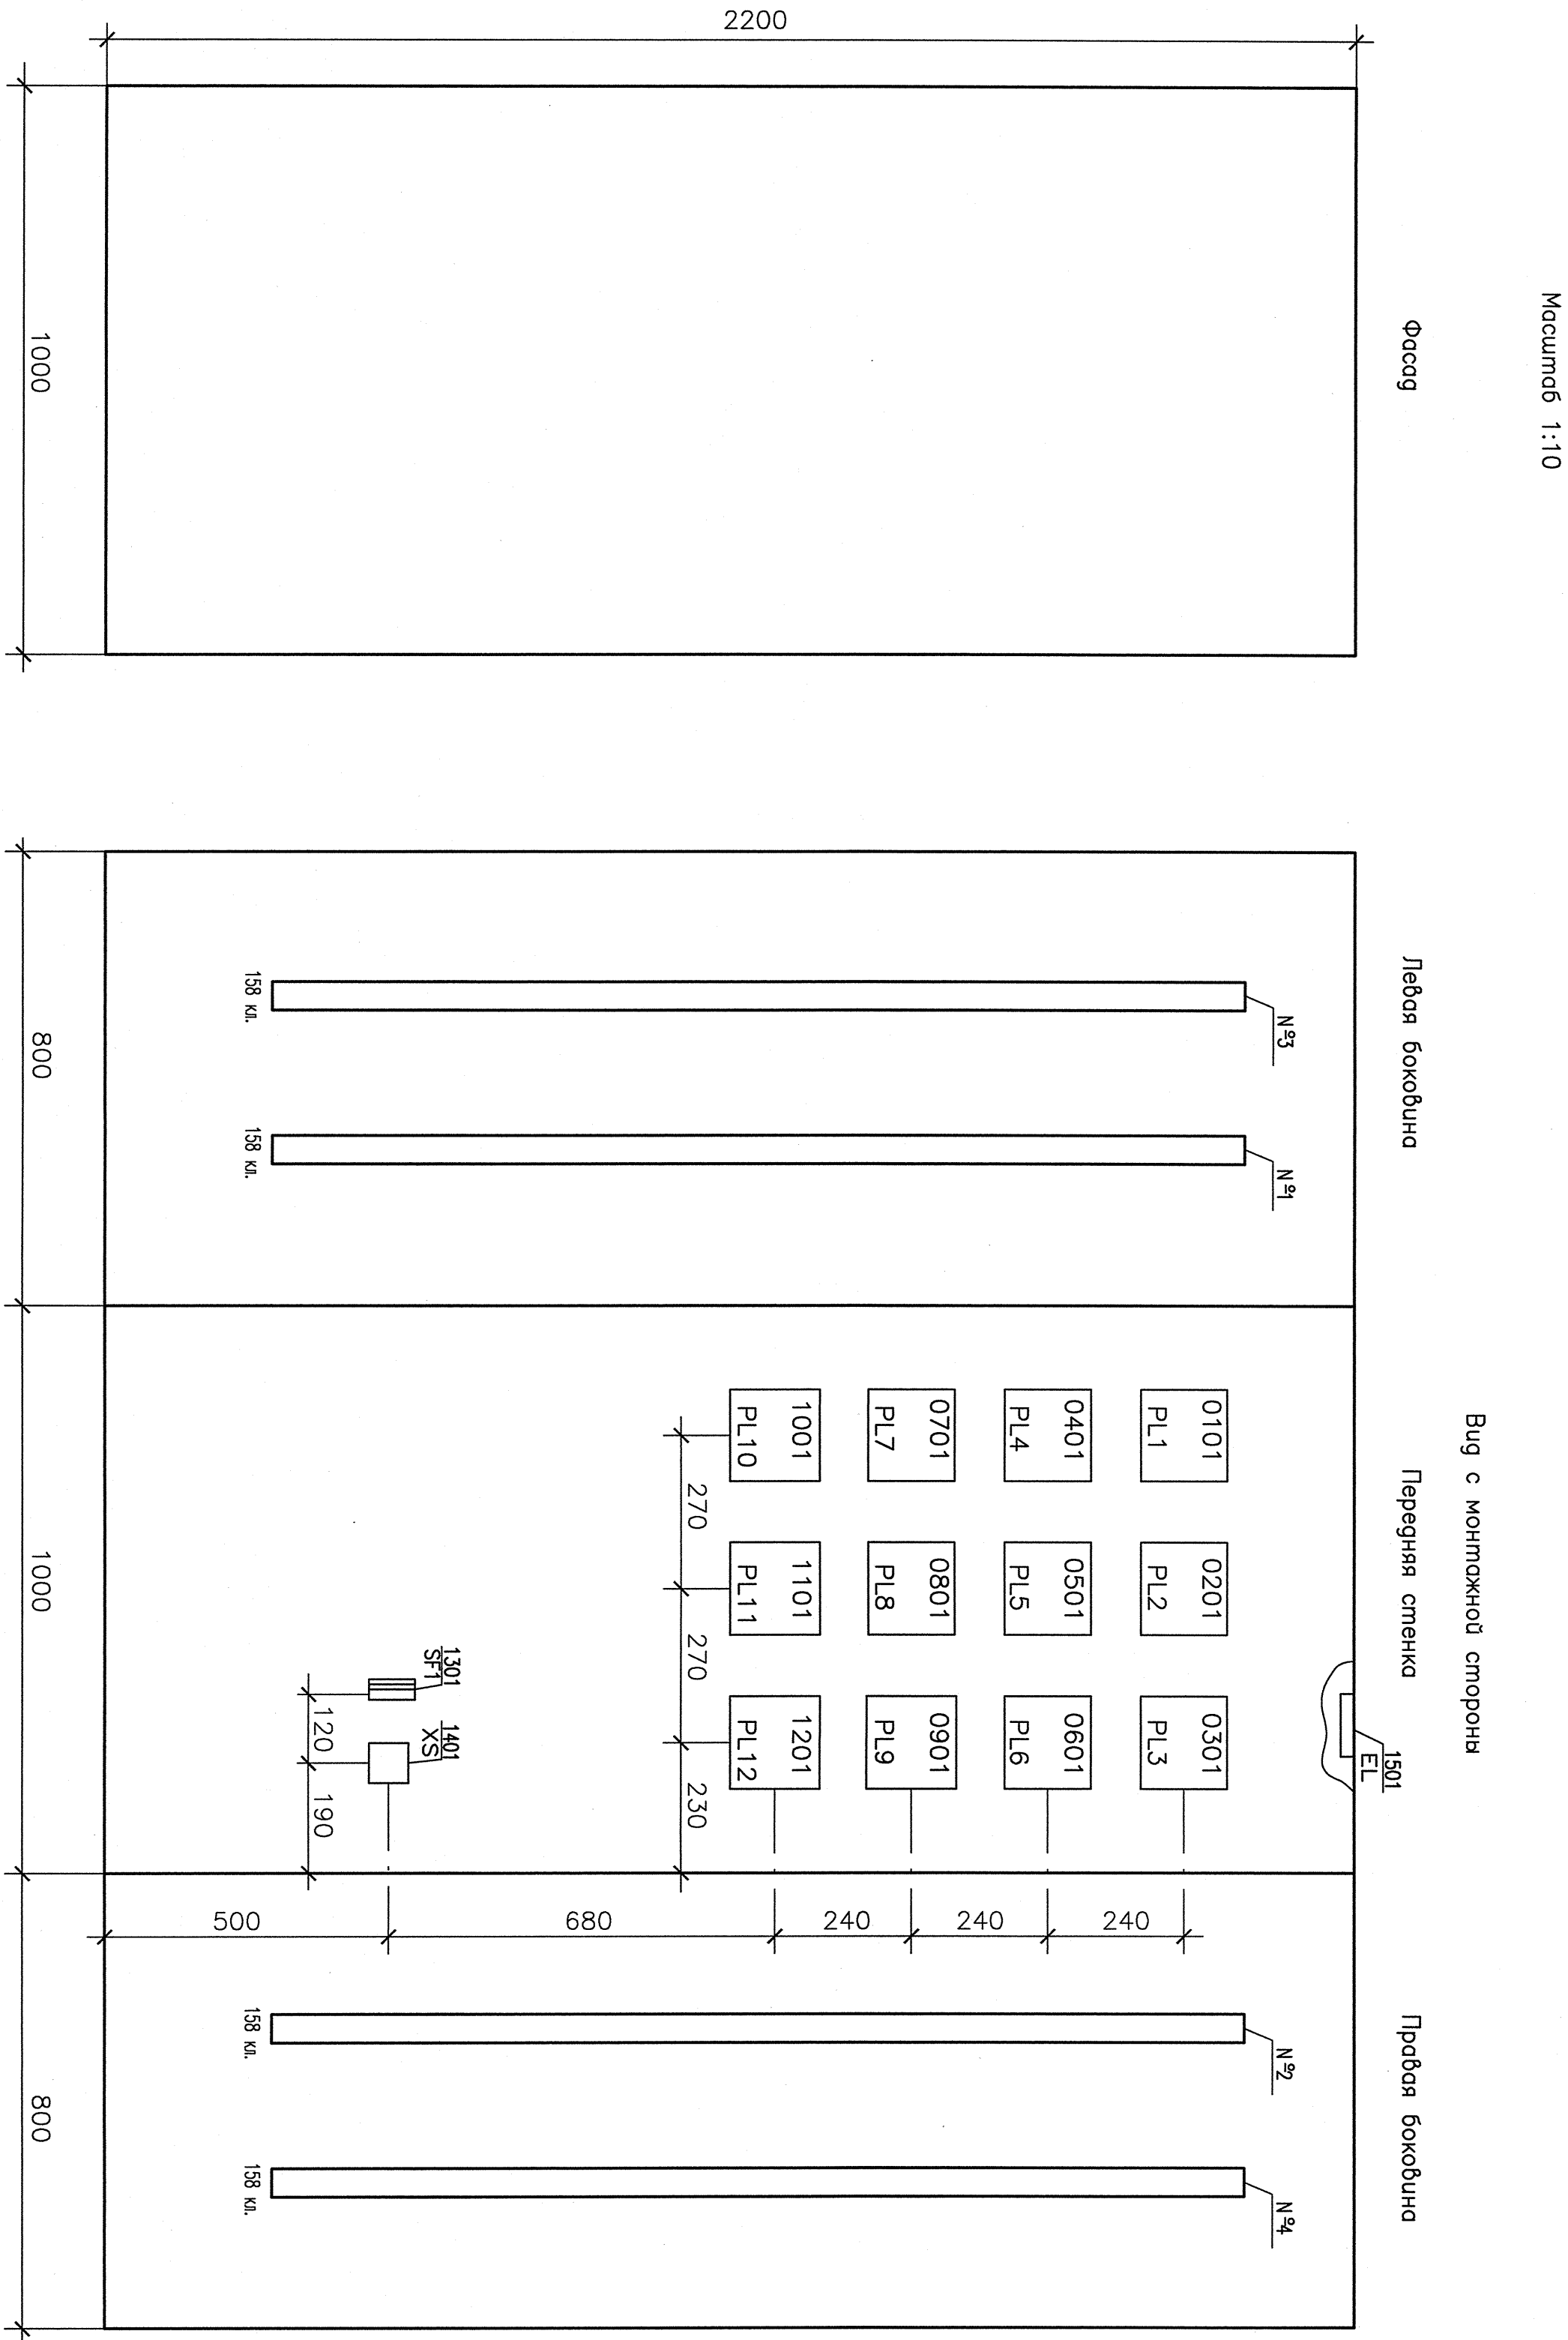 Масштаб 1:10
Вид с монтажной стороны
Фасад
Левая боковина
Передняя стенка
Правая боковина
2200
1000
№3
№1
158 кл.
158 кл.
800
1501
EL
0101
PL1
0201
PL2
0301
PL3
0401
PL4
0501
PL5
0601
PL6
0701
PL7
0801
PL8
0901
PL9
1001
PL10
1101
PL11
1201
PL12
270
270
230
1301
SF1
1401
XS
120
190
1000
240
240
240
680
500
№2
№4
158 кл.
158 кл.
800